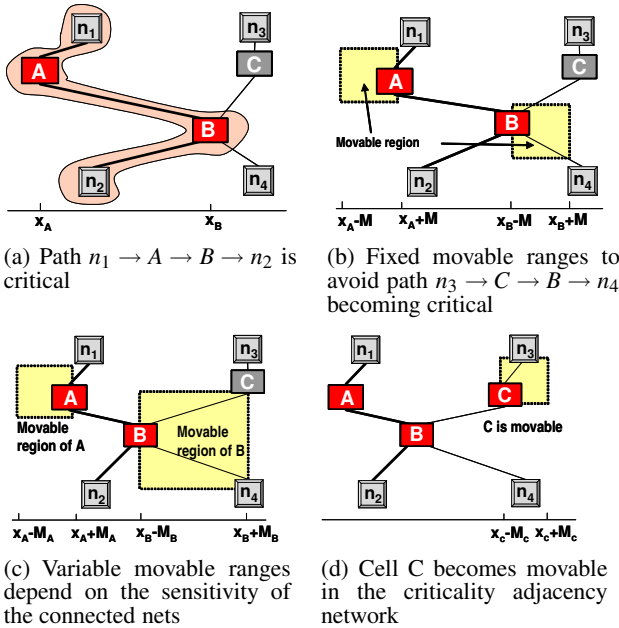 n1
A
B
C
n3
n2
n4
xA
xB
(a) Path n1 → A → B → n2 is
critical
n1
A
n3
C
B
Movable region
n2
n4
xA-M
xA+M
xB-M
xB+M
(b) Fixed movable ranges to
avoid path n3 → C → B → n4
becoming critical
n1
A
n3
C
B
Movable
region of A
Movable
region of B
n2
n4
xA-MA
xA+MA
xB-MB
xB+MB
(c) Variable movable ranges
depend on the sensitivity of
the connected nets
n1
n3
A
C
B
C is movable
n2
n4
xc-Mc
xc+Mc
(d) Cell C becomes movable
in the criticality adjacency
network